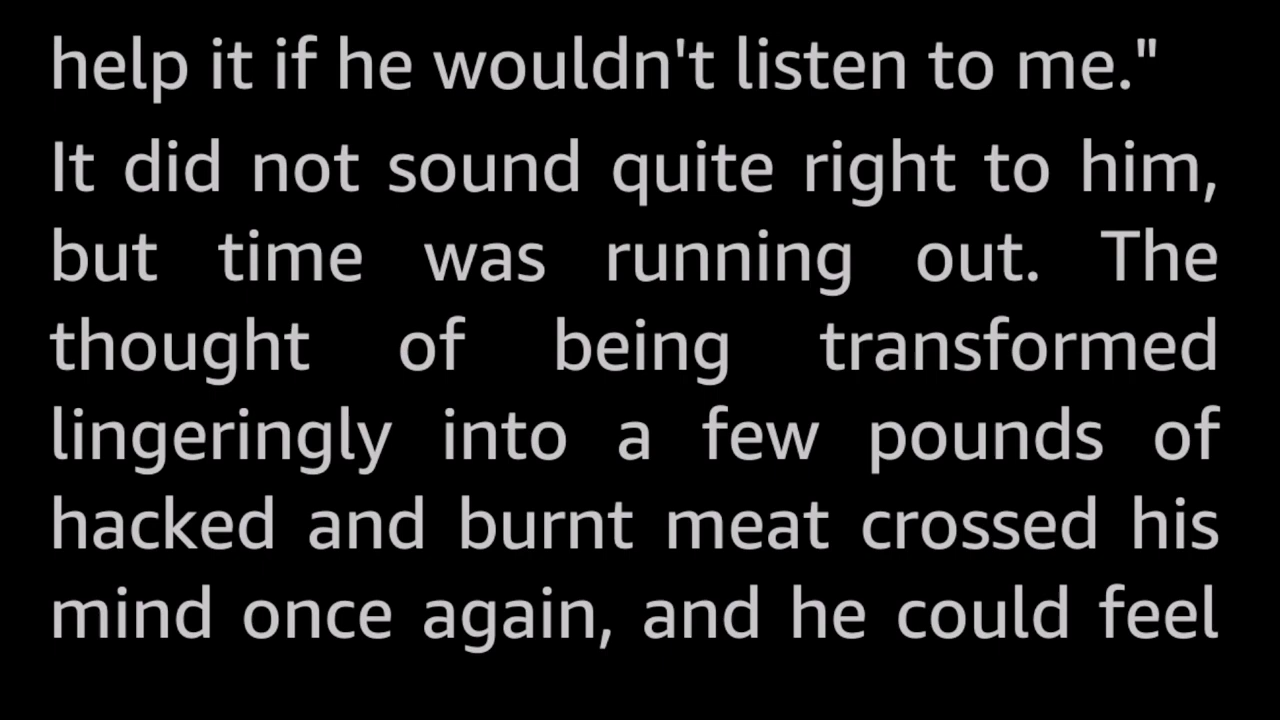 help it if he wouldn't listen to me."
It did not sound quite right to him,
but time was running out. The
thought of being transformed
lingeringly into a few pounds of
hacked and burnt meat crossed his
mind once again, and he could feel